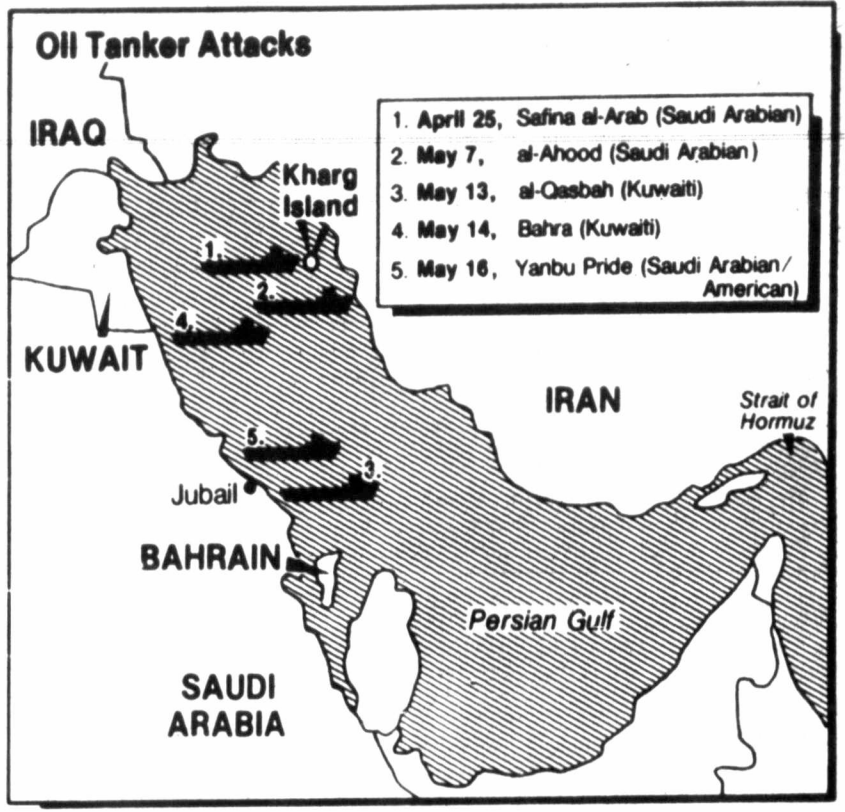 Oil Tanker Attacks
IRAQ
1. April 25, Safina al-Arab (Saudi Arabian)
2. May 7, al-Ahood (Saudi Arabian)
3. May 13, al-Qasbah (Kuwaiti)
4. May 14, Bahra (Kuwaiti)
5. May 16, Yanbu Pride (Saudi Arabian/
American)
Kharg
Island
1.
2.
4.
KUWAIT
IRAN
Strait of
Hormuz
5.
3.
Jubail
BAHRAIN
Persian Gulf
SAUDI
ARABIA